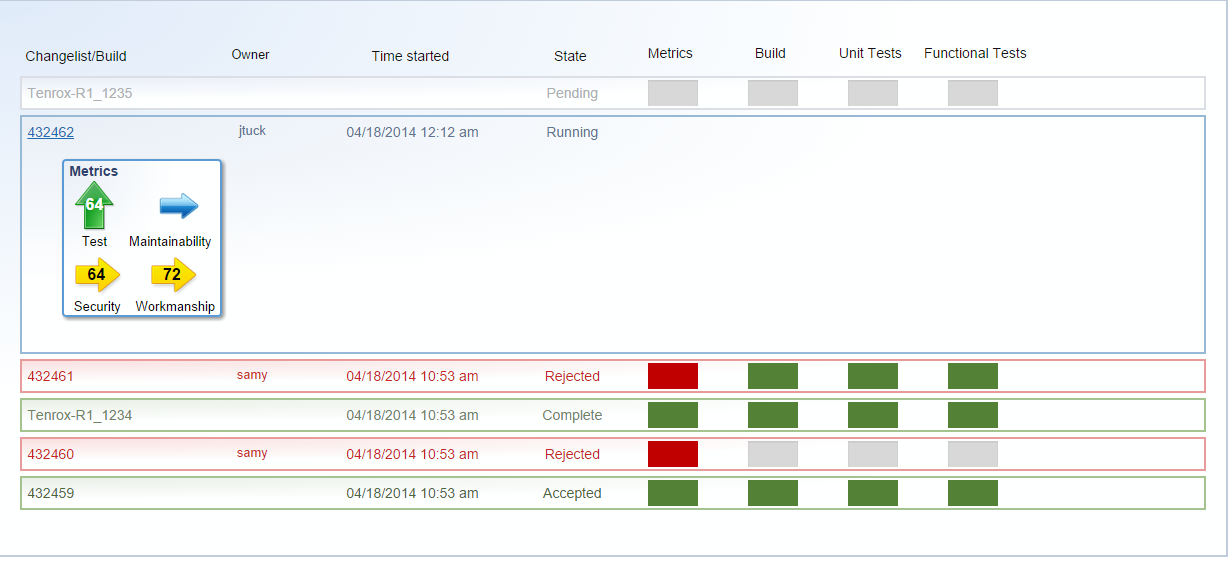 Changelist/Build Owner Time started State Metrics Build Unit Tests Functional Tests
Tenrox-R1_1235 Pending
432462 jtuck 04/18/2014 12:12 am Running
Metrics
64
Test Maintainability
64 72
Security Workmanship
432461 samy 04/18/2014 10:53 am Rejected
Tenrox-R1_1234 04/18/2014 10:53 am Complete
432460 samy 04/18/2014 10:53 am Rejected
432459 04/18/2014 10:53 am Accepted